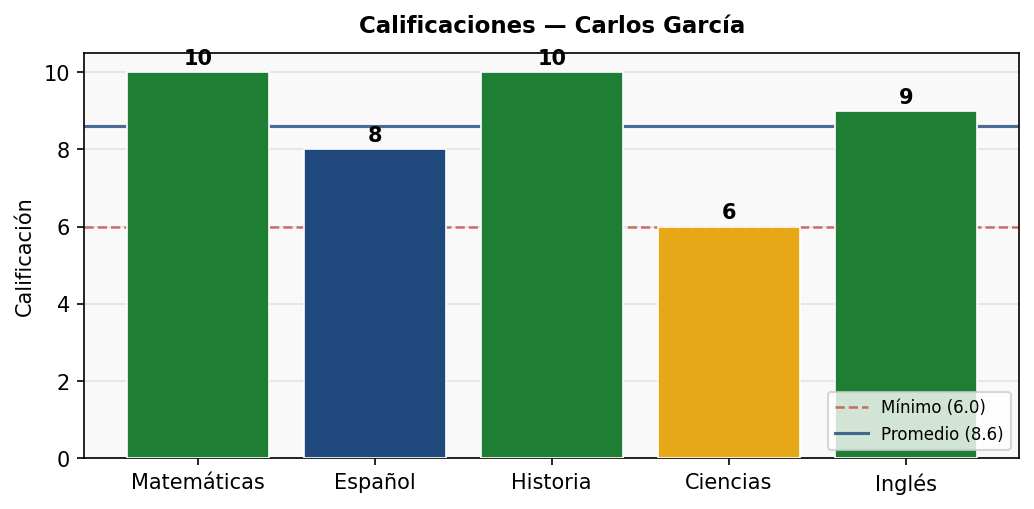 Calificaciones — Carlos García
Calificación
10
8
6
4
2
0
10
8
10
6
9
Mínimo (6.0)
Promedio (8.6)
Matemáticas
Español
Historia
Ciencias
Inglés